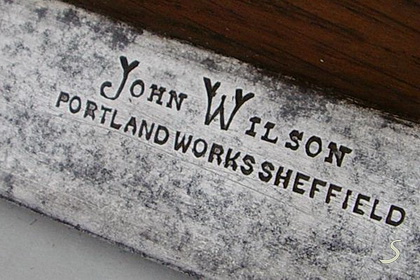 John Wilson
PORTLAND WORKS SHEFFIELD
S